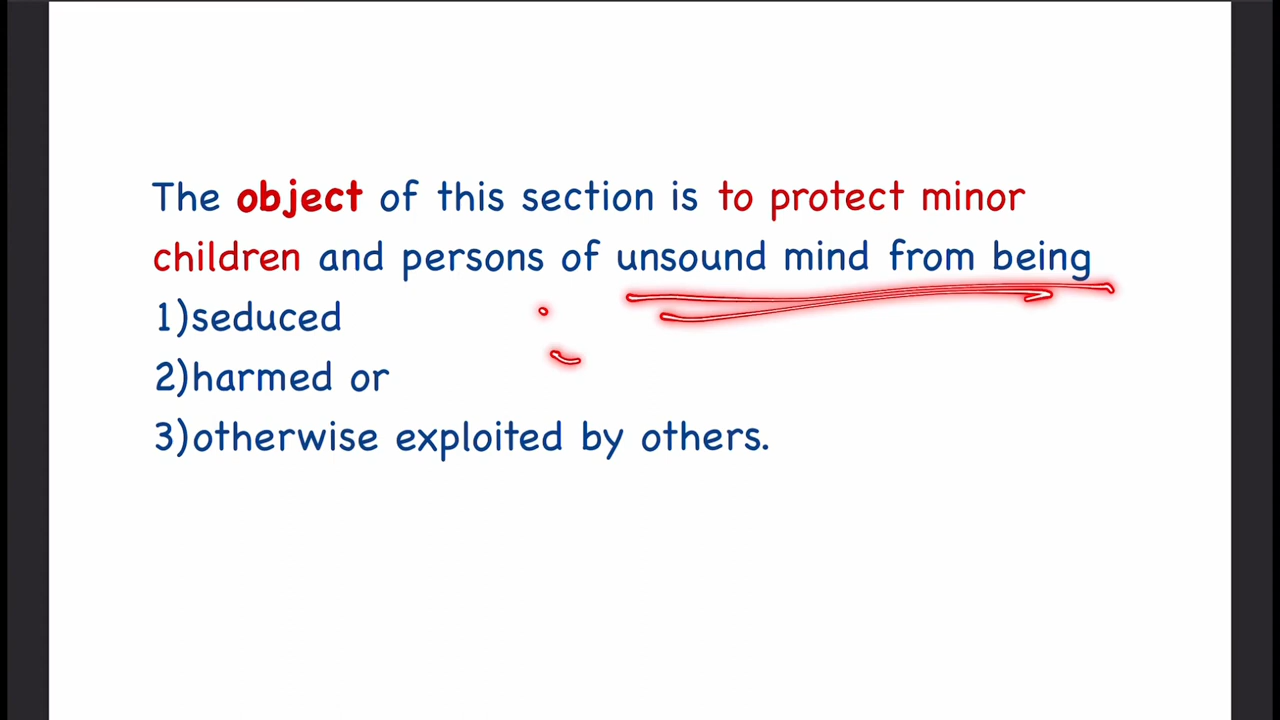 The object of this section is to protect minor
children and persons of unsound mind from being
1)seduced
2)harmed or
3)otherwise exploited by others.